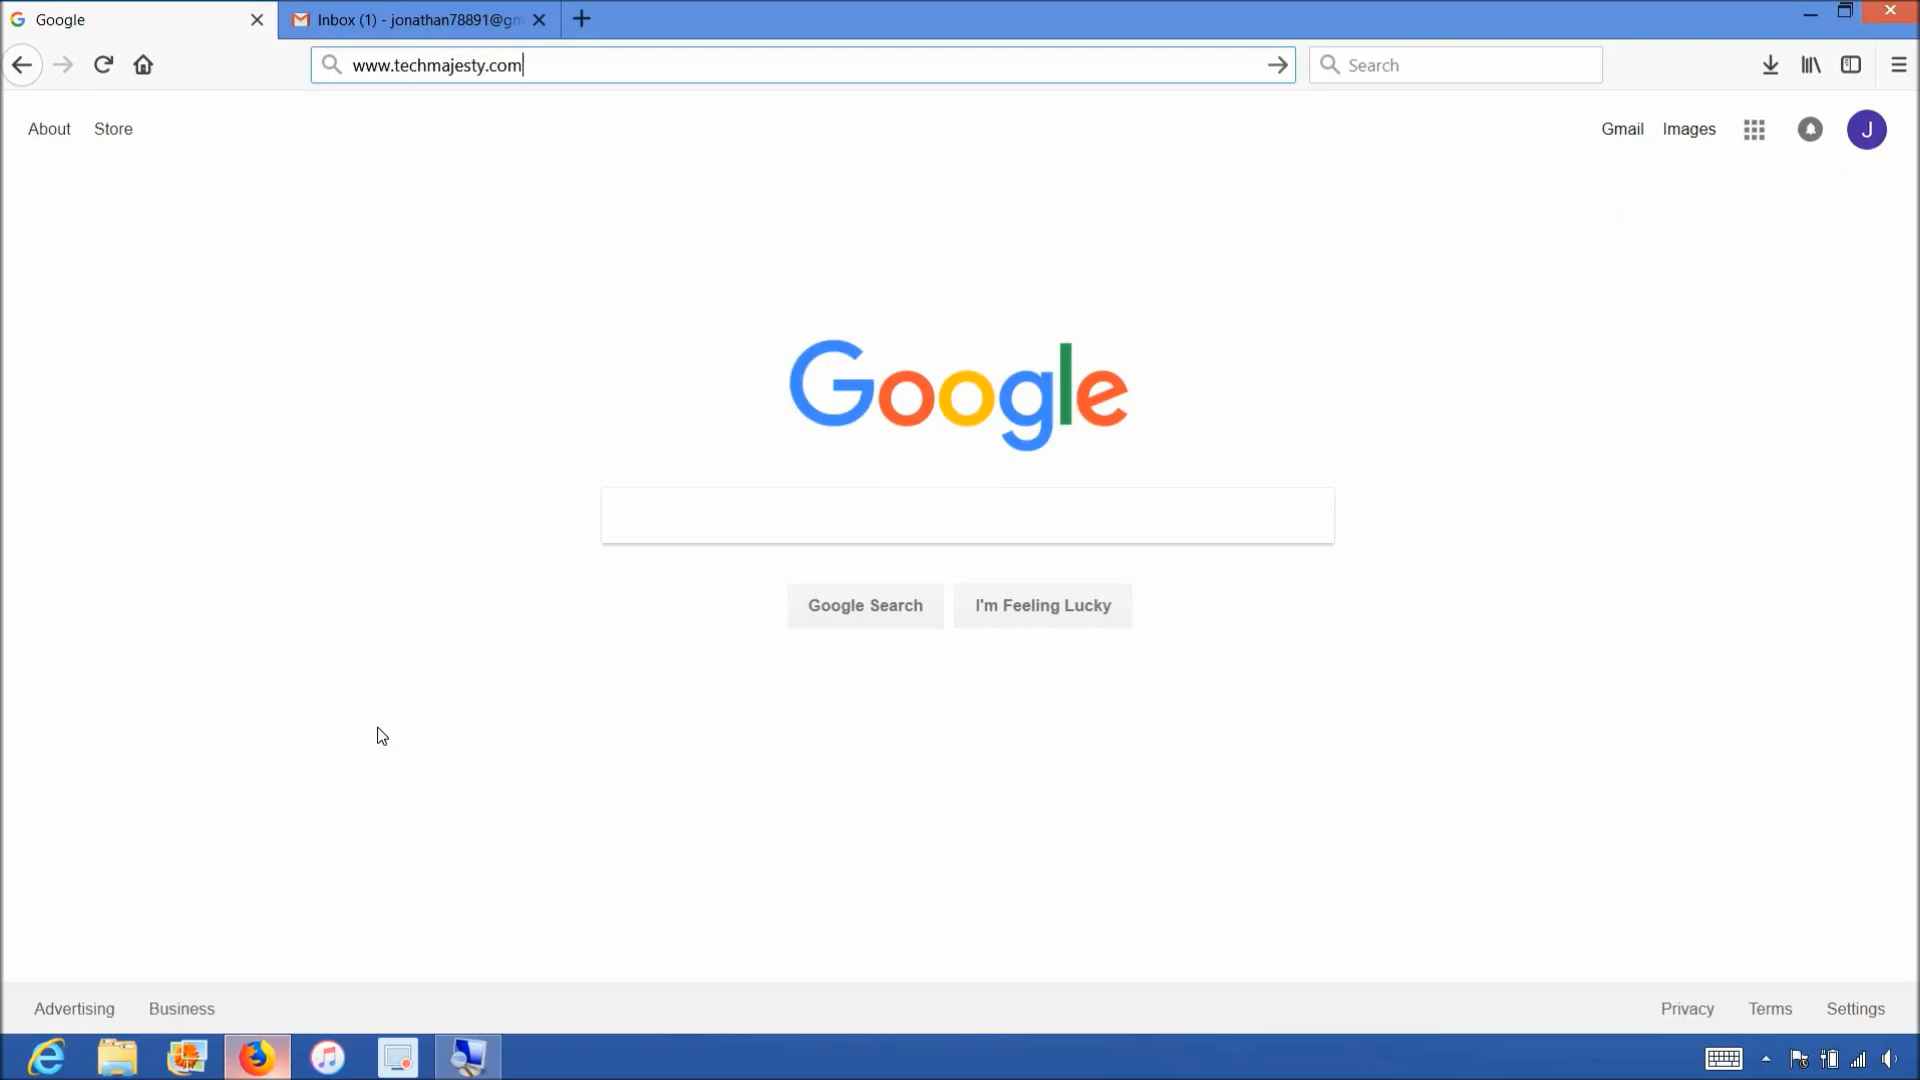 Google
Inbox (1) - jonathan78891@gm
www.techmajesty.com
Search
About Store
Gmail Images
J
Google
Google Search I'm Feeling Lucky
Advertising Business
Privacy Terms Settings